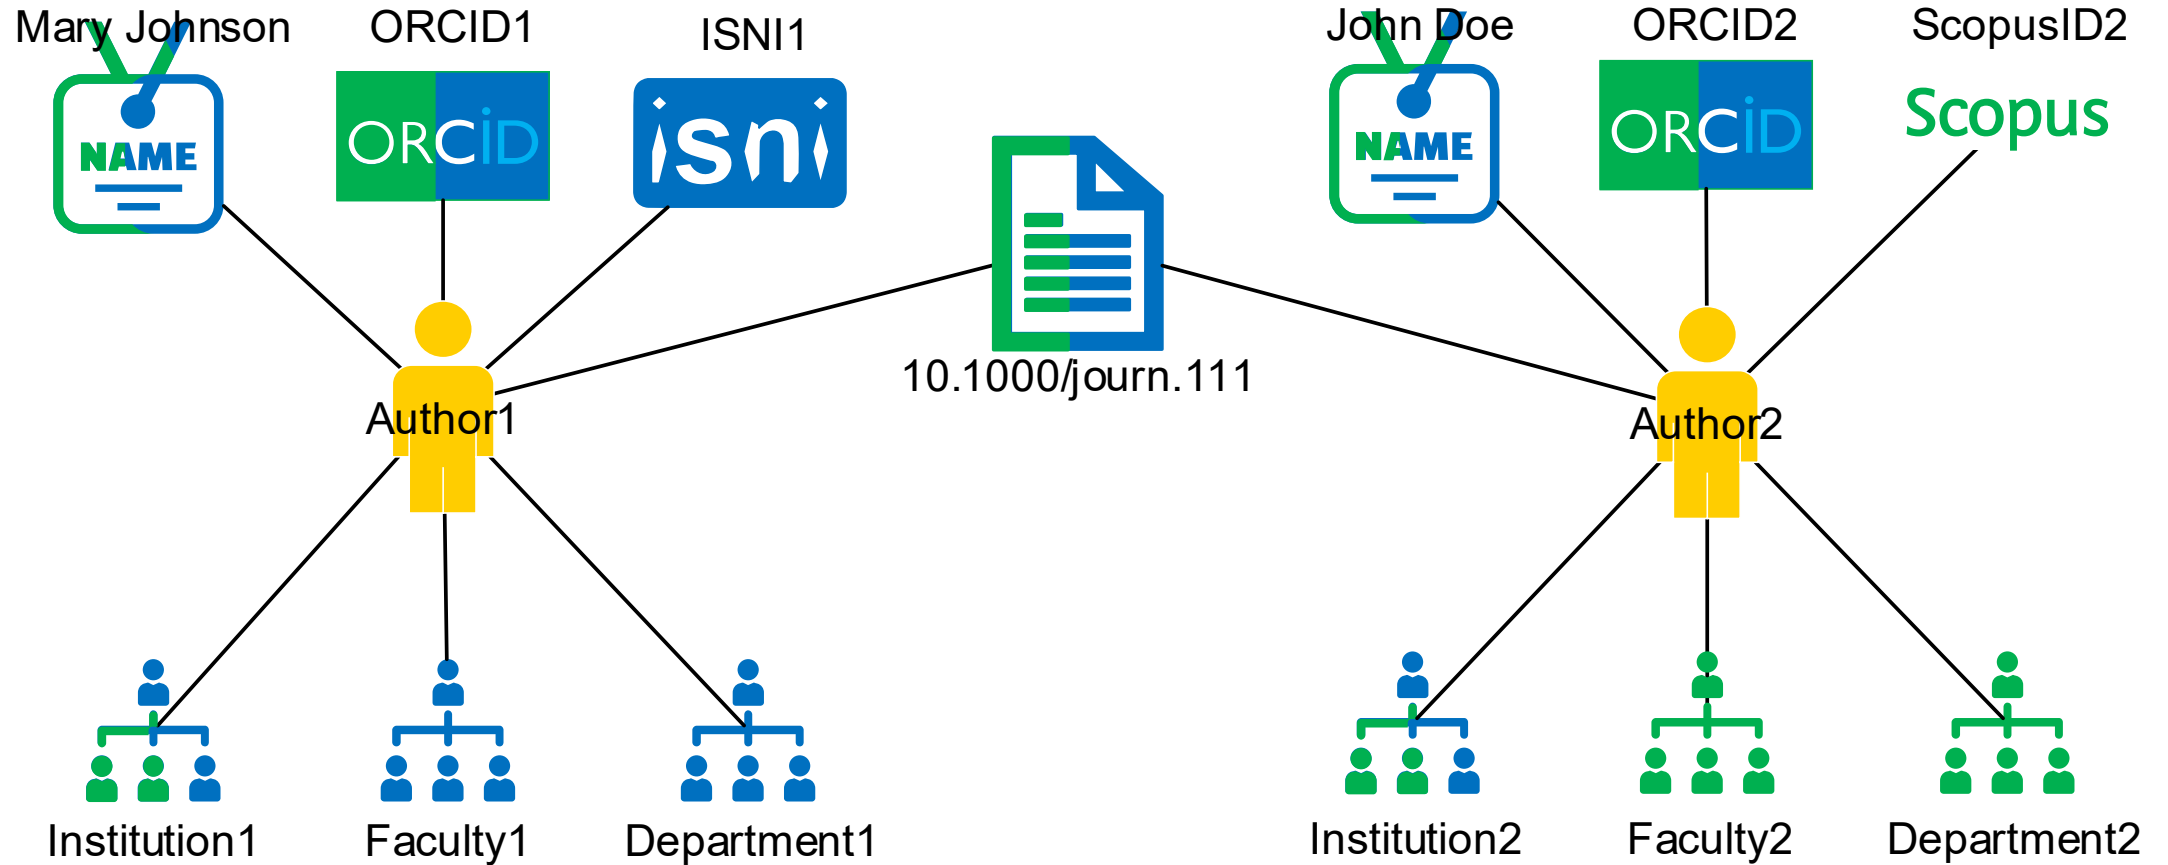 Mary Johnson
ORCID1
ISNI1
John Doe
ORCID2
ScopusID2
NAME
ORCiD
isni
NAME
ORCiD
Scopus
10.1000/journ.111
Author1
Author2
Institution1
Faculty1
Department1
Institution2
Faculty2
Department2